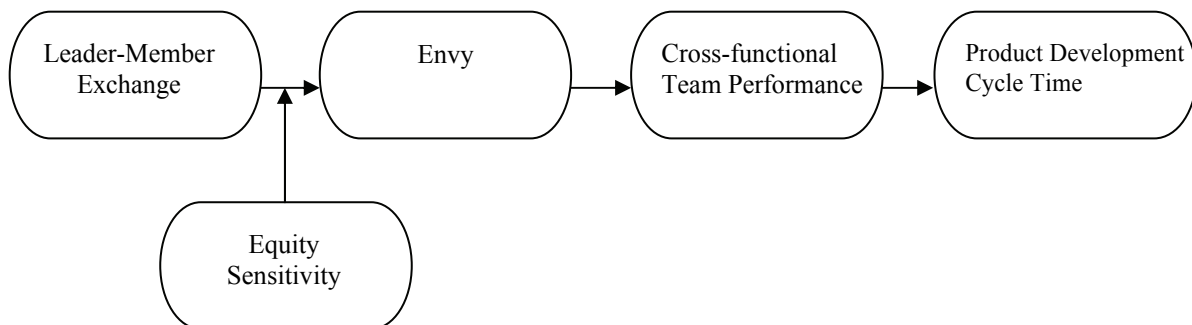 Leader-Member
Exchange
Envy
Cross-functional
Team Performance
Product Development
Cycle Time
Equity
Sensitivity